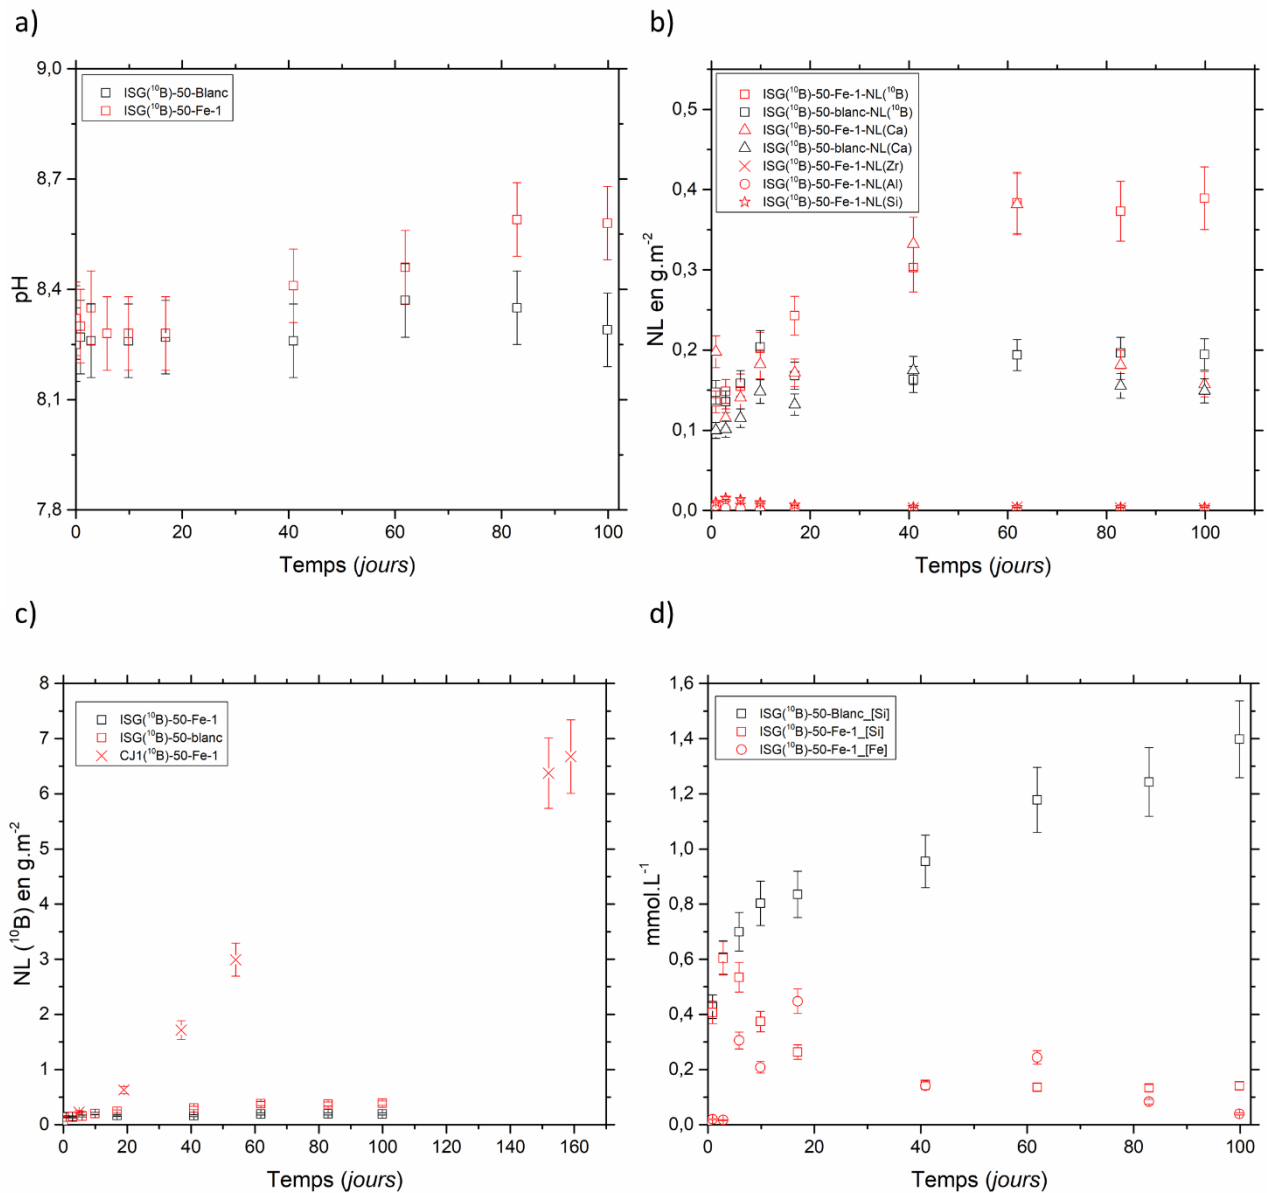 a)
9,0
8,7
8,4
8,1
7,8
pH
ISG(¹⁰B)-50-Blanc
ISG(¹⁰B)-50-Fe-1
0
20
40
60
80
100
Temps (jours)
b)
0,5
0,4
0,3
0,2
0,1
0,0
NL en g.m⁻²
ISG(¹⁰B)-50-Fe-1-NL(¹⁰B)
ISG(¹⁰B)-50-blanc-NL(¹⁰B)
ISG(¹⁰B)-50-Fe-1-NL(Ca)
ISG(¹⁰B)-50-blanc-NL(Ca)
ISG(¹⁰B)-50-Fe-1-NL(Zr)
ISG(¹⁰B)-50-Fe-1-NL(Al)
ISG(¹⁰B)-50-Fe-1-NL(Si)
0
20
40
60
80
100
Temps (jours)
c)
8
7
6
5
4
3
2
1
0
NL (¹⁰B) en g.m⁻²
ISG(¹⁰B)-50-Fe-1
ISG(¹⁰B)-50-blanc
CJ1(¹⁰B)-50-Fe-1
0
20
40
60
80
100
120
140
160
Temps (jours)
d)
1,6
1,4
1,2
1,0
0,8
0,6
0,4
0,2
0,0
mmol.L⁻¹
ISG(¹⁰B)-50-Blanc_[Si]
ISG(¹⁰B)-50-Fe-1_[Si]
ISG(¹⁰B)-50-Fe-1_[Fe]
0
20
40
60
80
100
Temps (jours)